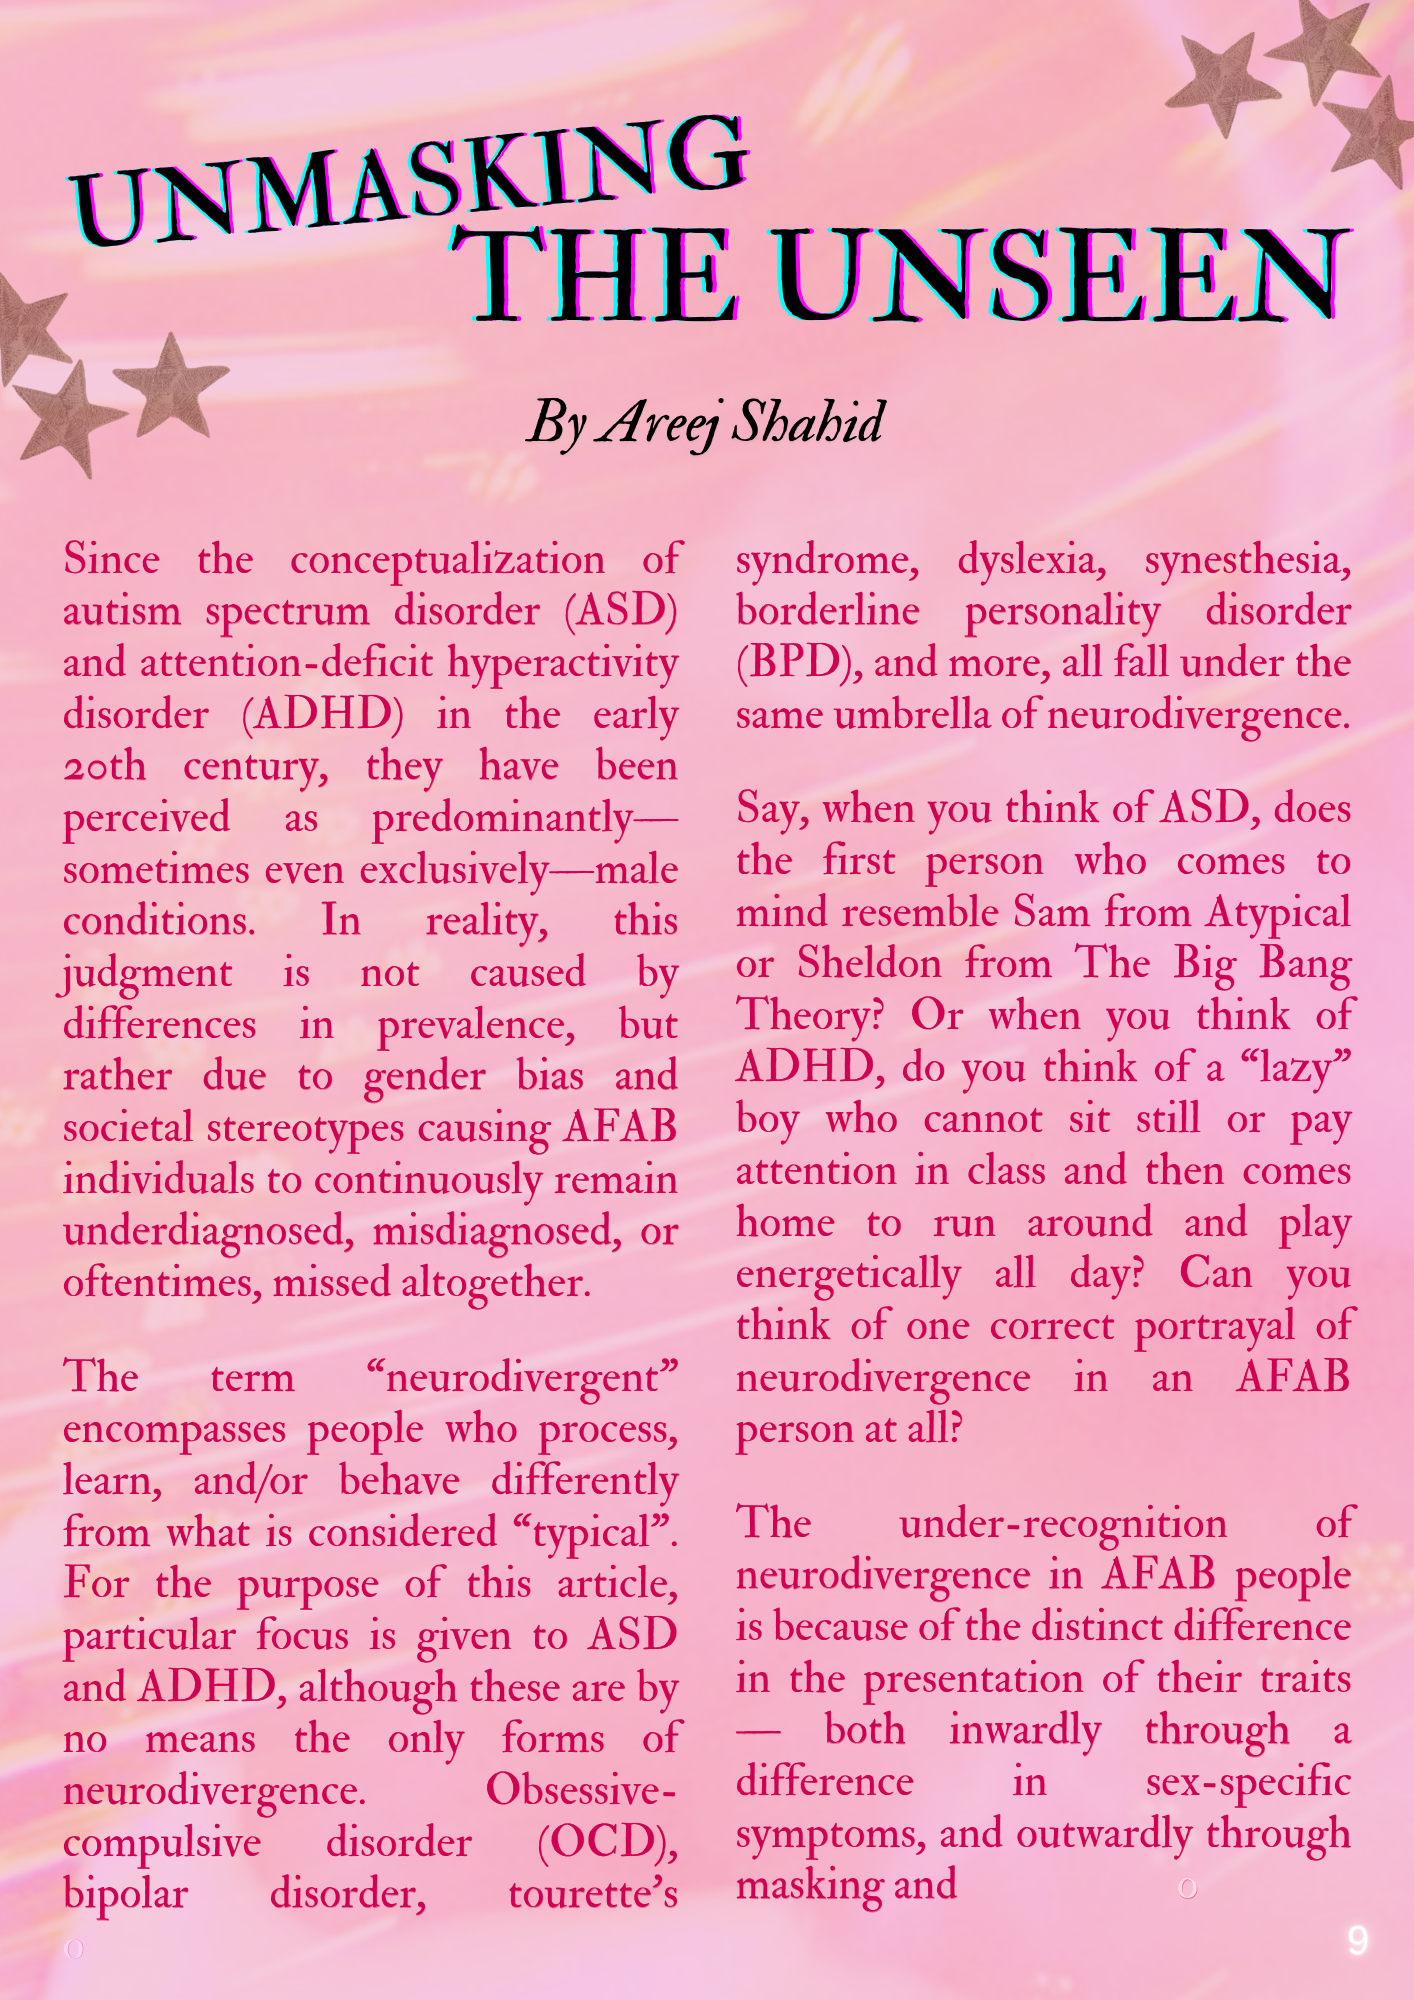 UNMASKING
THE UNSEEN
By Areej Shahid
Since the conceptualization of
autism spectrum disorder (ASD)
and attention-deficit hyperactivity
disorder (ADHD) in the early
20th century, they have been
perceived as predominantly—
sometimes even exclusively—male
conditions. In reality, this
judgment is not caused by
differences in prevalence, but
rather due to gender bias and
societal stereotypes causing AFAB
individuals to continuously remain
underdiagnosed, misdiagnosed, or
oftentimes, missed altogether.
The term “neurodivergent”
encompasses people who process,
learn, and/or behave differently
from what is considered “typical”.
For the purpose of this article,
particular focus is given to ASD
and ADHD, although these are by
no means the only forms of
neurodivergence. Obsessive-
compulsive disorder (OCD),
bipolar disorder, tourette’s
o
syndrome, dyslexia, synesthesia,
borderline personality disorder
(BPD), and more, all fall under the
same umbrella of neurodivergence.
Say, when you think of ASD, does
the first person who comes to
mind resemble Sam from Atypical
or Sheldon from The Big Bang
Theory? Or when you think of
ADHD, do you think of a “lazy”
boy who cannot sit still or pay
attention in class and then comes
home to run around and play
energetically all day? Can you
think of one correct portrayal of
neurodivergence in an AFAB
person at all?
The under-recognition of
neurodivergence in AFAB people
is because of the distinct difference
in the presentation of their traits
— both inwardly through a
difference in sex-specific
symptoms, and outwardly through
masking and
o
9